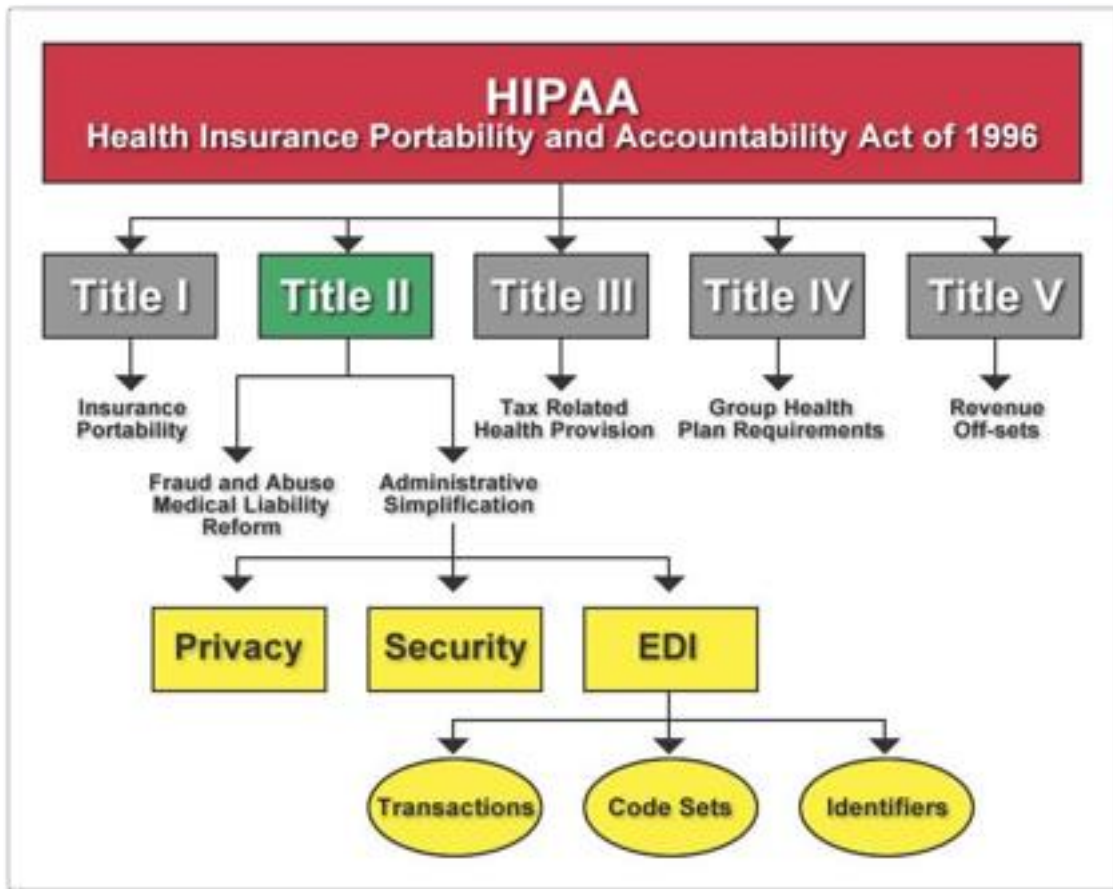 HIPAA
Health Insurance Portability and Accountability Act of 1996
Title I
Title II
Title III
Title IV
Title V
Insurance
Portability
Tax Related
Health Provision
Group Health
Plan Requirements
Revenue
Off-sets
Fraud and Abuse
Medical Liability
Reform
Administrative
Simplification
Privacy
Security
EDI
Transactions
Code Sets
Identifiers